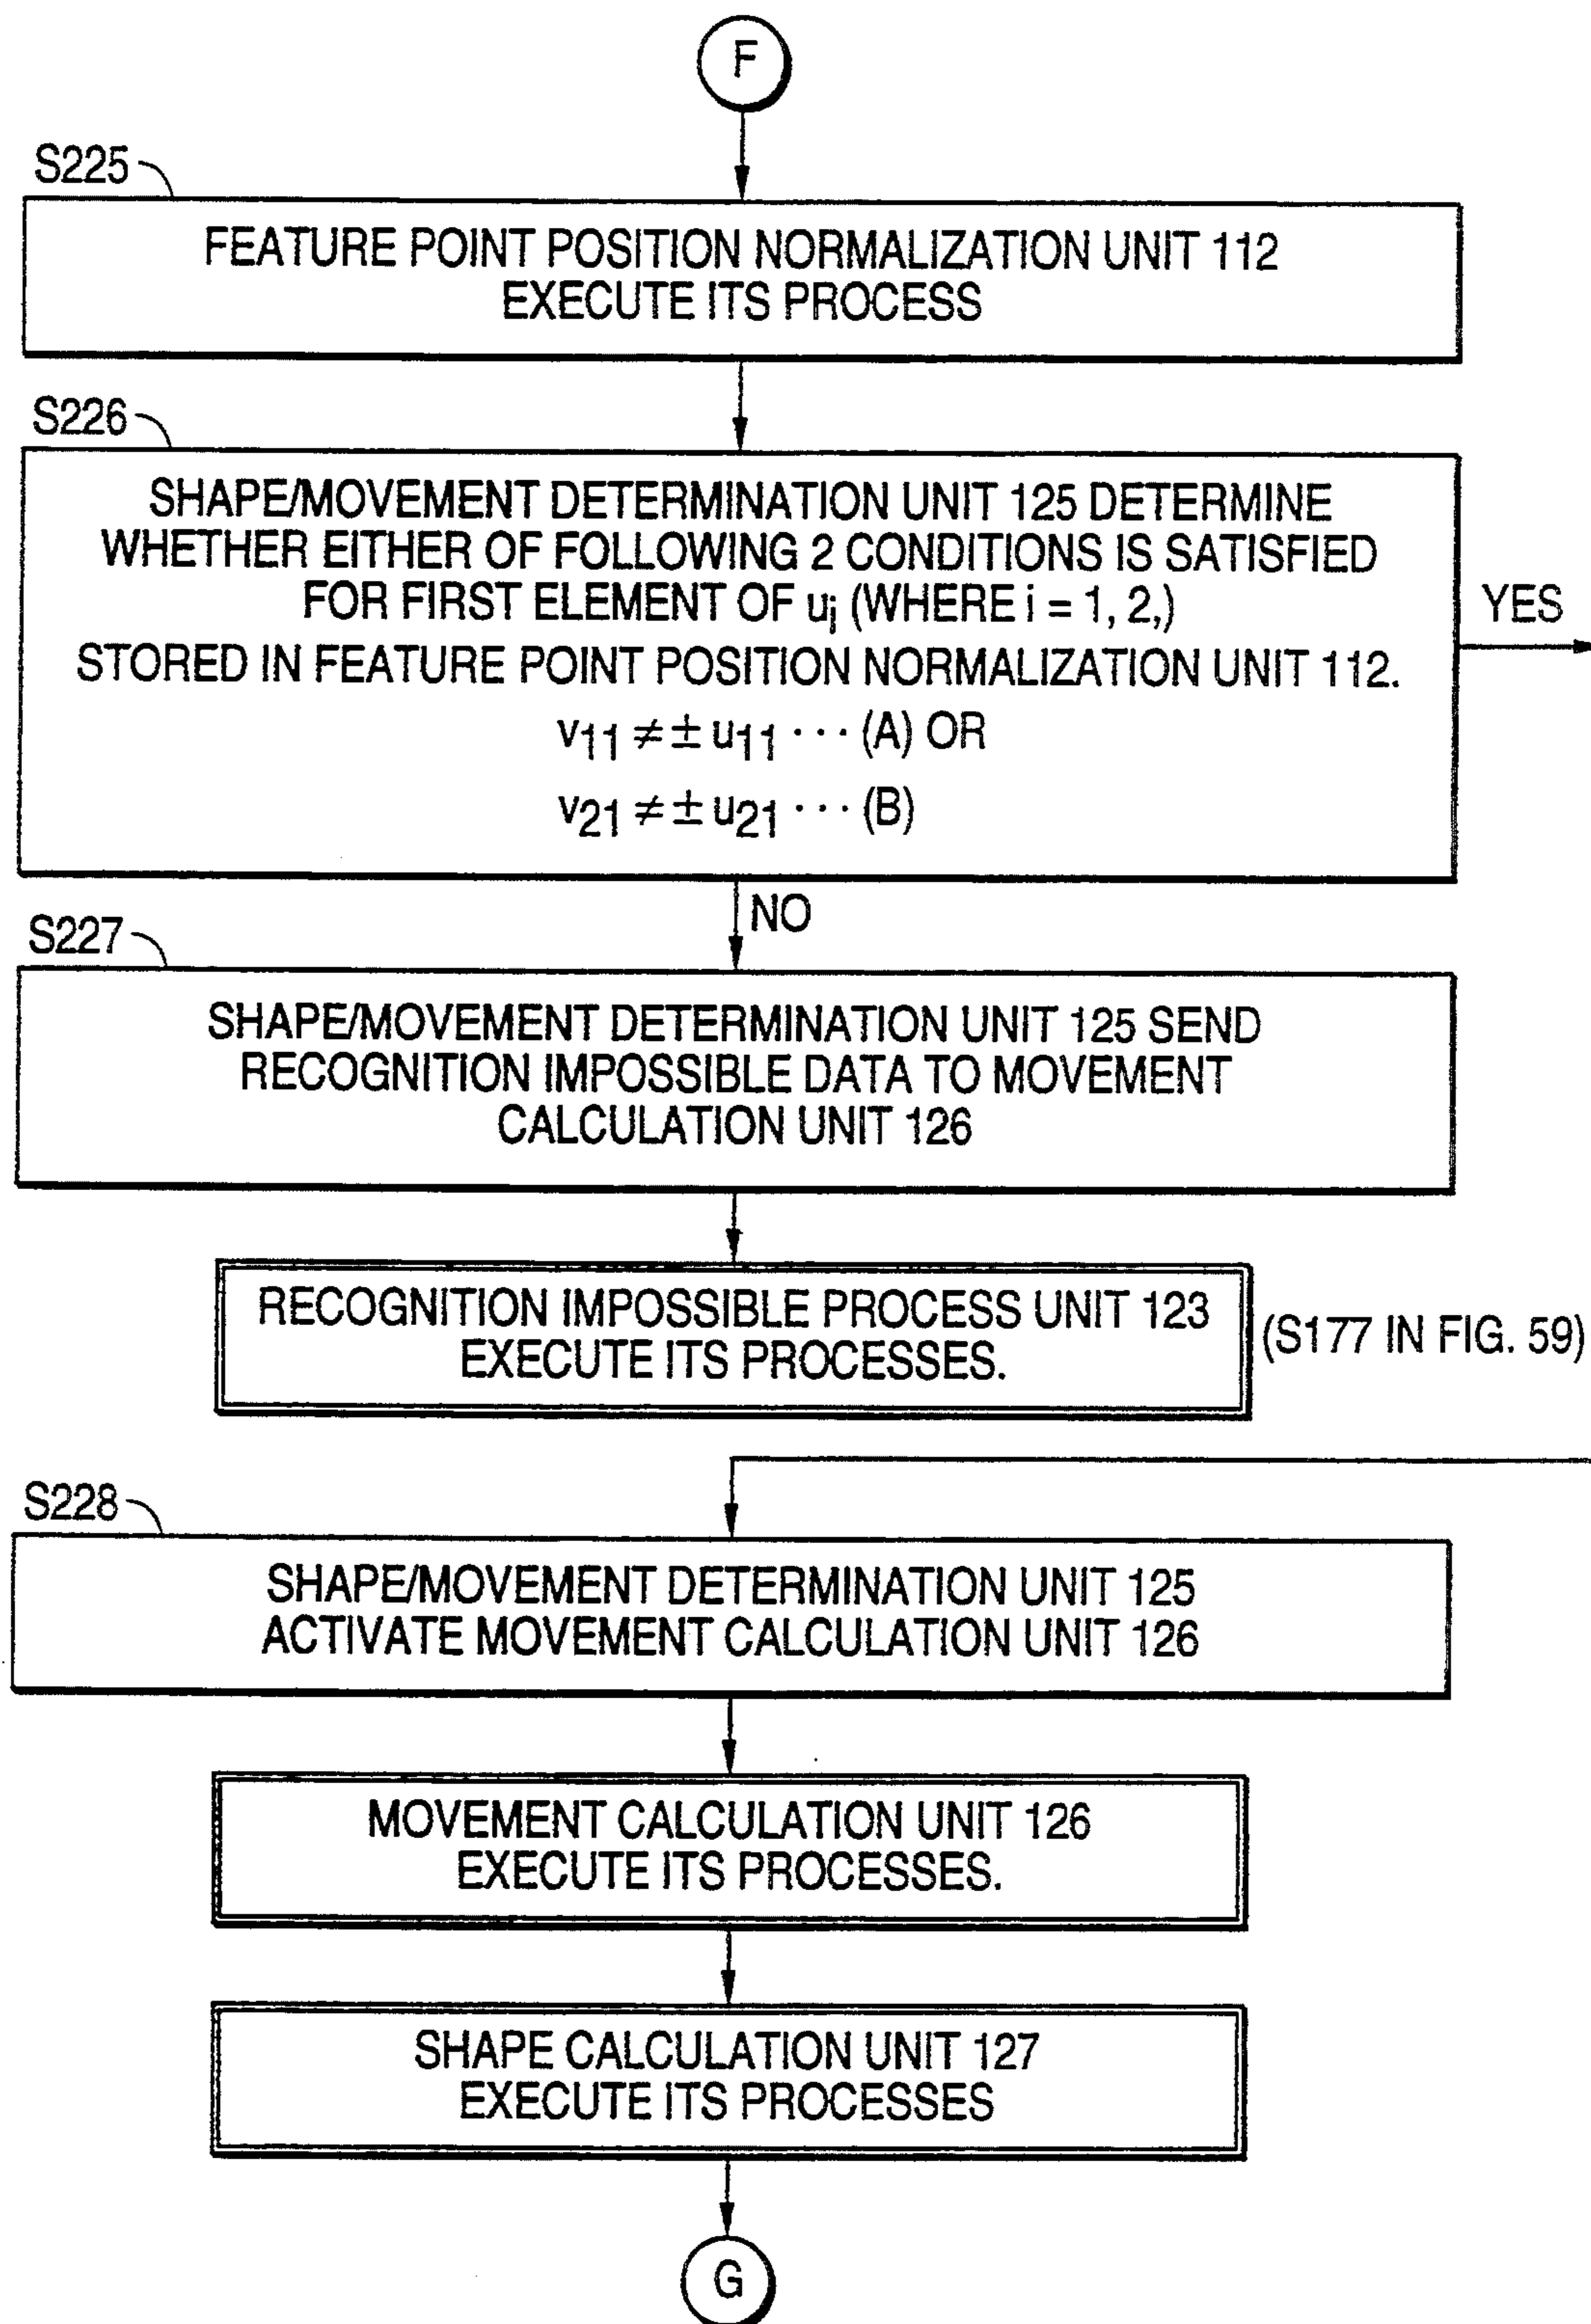 F
S225
FEATURE POINT POSITION NORMALIZATION UNIT 112
EXECUTE ITS PROCESS
S226
SHAPE/MOVEMENT DETERMINATION UNIT 125 DETERMINE
WHETHER EITHER OF FOLLOWING 2 CONDITIONS IS SATISFIED
FOR FIRST ELEMENT OF uᵢ (WHERE i = 1, 2,)
STORED IN FEATURE POINT POSITION NORMALIZATION UNIT 112.
v₁₁ ≠ ± u₁₁ ··· (A) OR
v₂₁ ≠ ± u₂₁ ··· (B)
YES
NO
S227
SHAPE/MOVEMENT DETERMINATION UNIT 125 SEND
RECOGNITION IMPOSSIBLE DATA TO MOVEMENT
CALCULATION UNIT 126
RECOGNITION IMPOSSIBLE PROCESS UNIT 123
EXECUTE ITS PROCESSES.
(S177 IN FIG. 59)
S228
SHAPE/MOVEMENT DETERMINATION UNIT 125
ACTIVATE MOVEMENT CALCULATION UNIT 126
MOVEMENT CALCULATION UNIT 126
EXECUTE ITS PROCESSES.
SHAPE CALCULATION UNIT 127
EXECUTE ITS PROCESSES
G